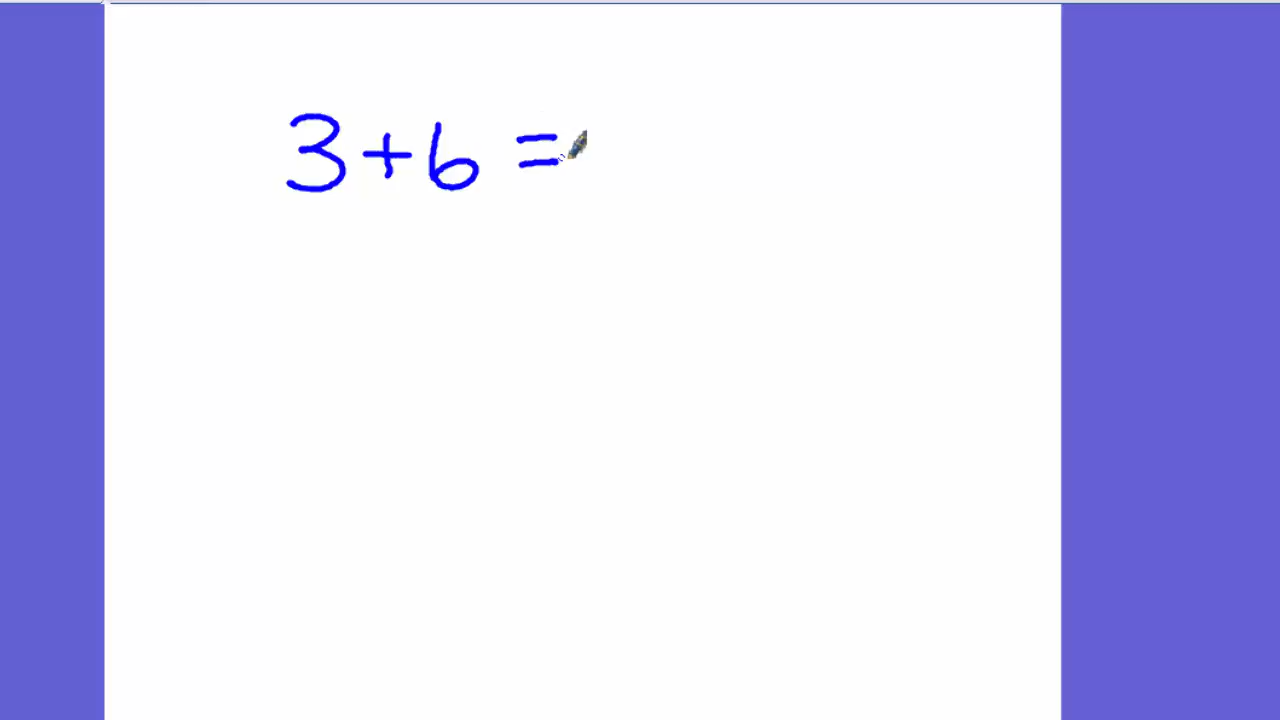 3+6 =